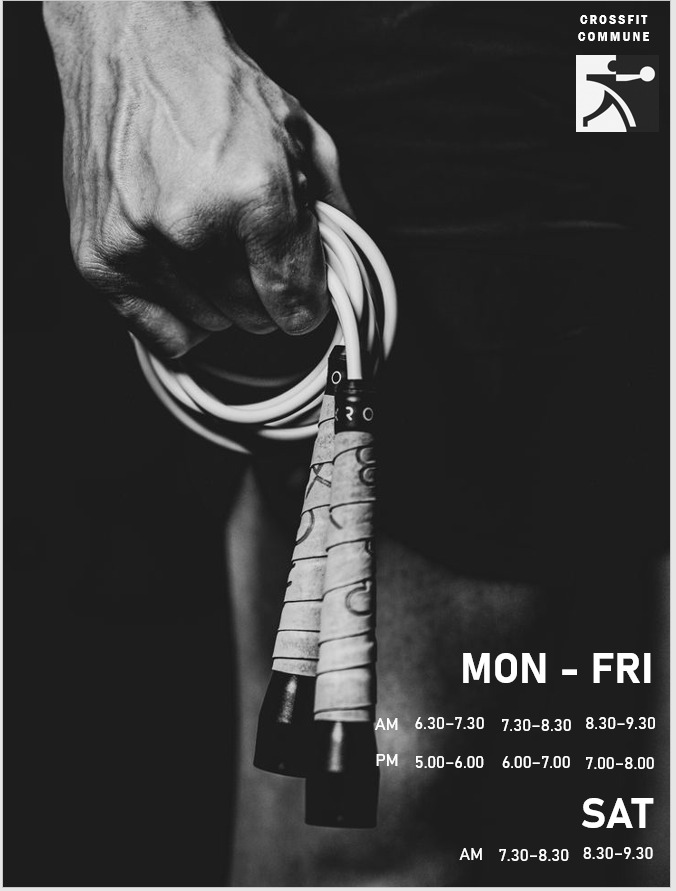 CROSSFIT
COMMUNE
MON - FRI
AM 6.30-7.30 7.30-8.30 8.30-9.30
PM 5.00-6.00 6.00-7.00 7.00-8.00
SAT
AM 7.30-8.30 8.30-9.30